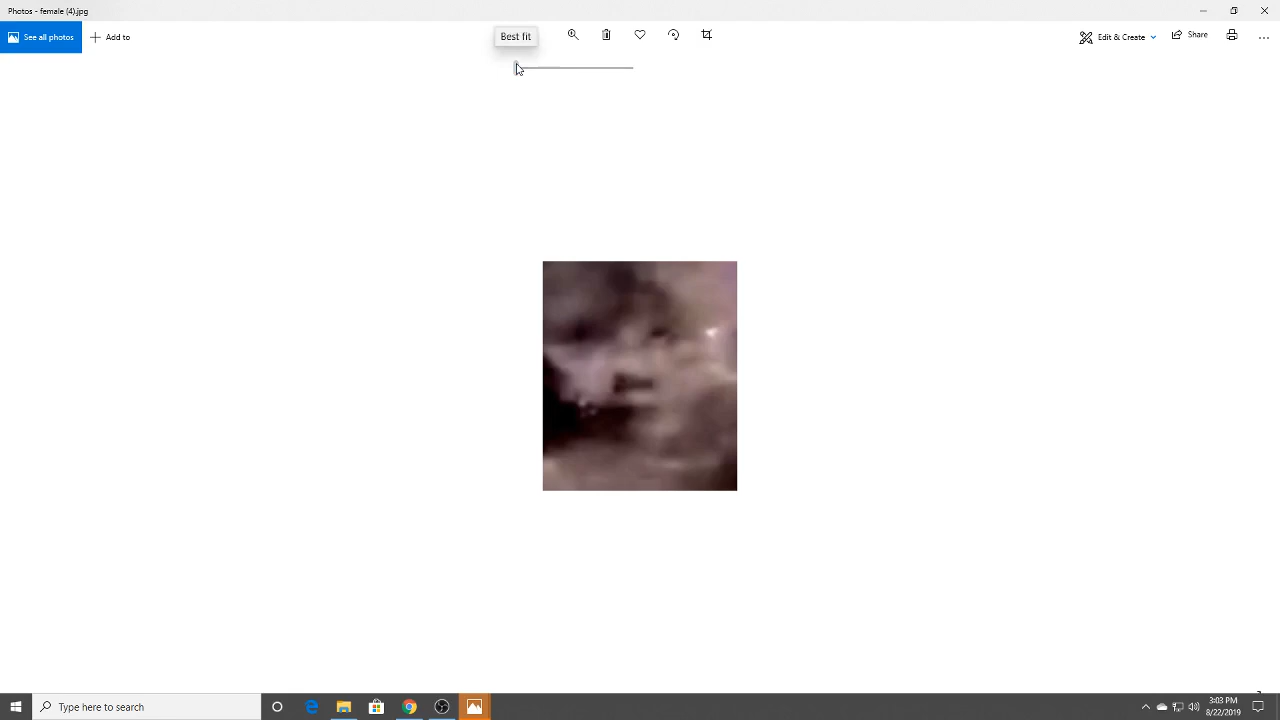 Photos - female (4).jpg
See all photos
Add to
Best fit
Edit & Create
Share
Type here to search
3:03 PM
8/22/2019